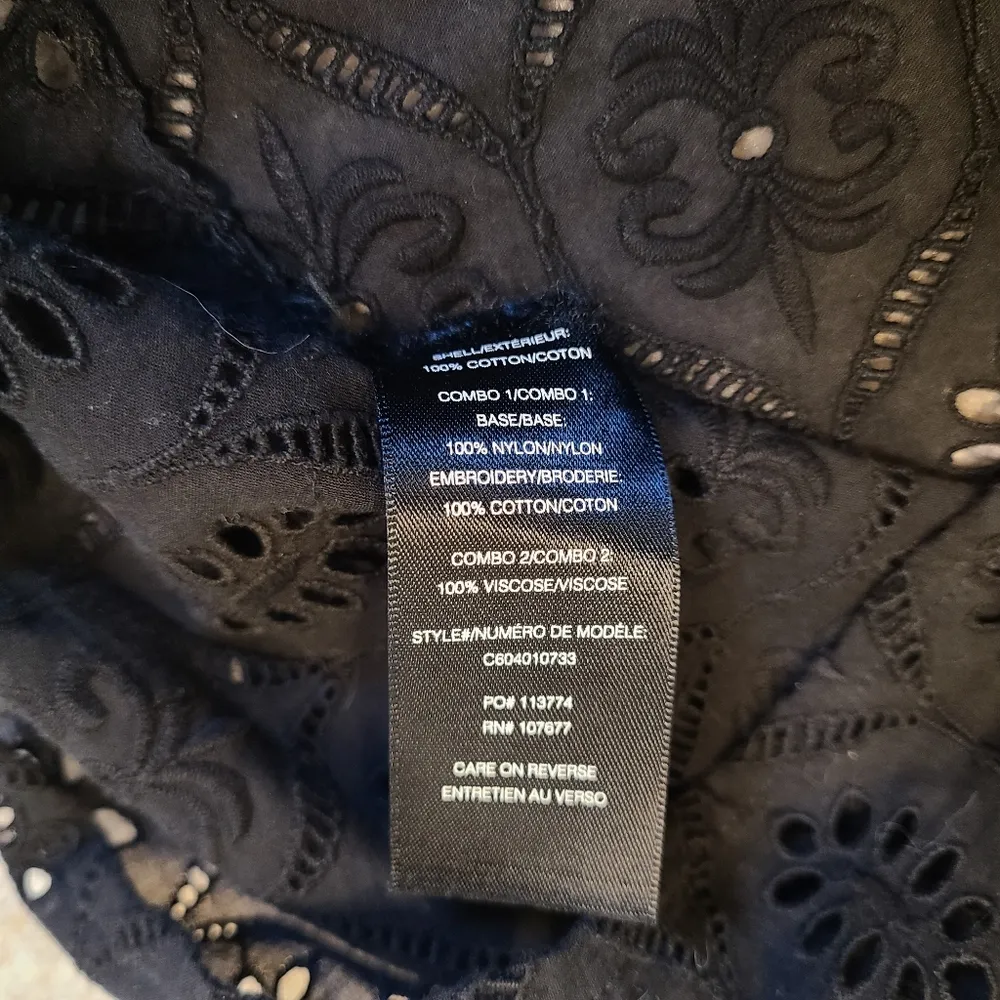 SHELL/EXTÉRIEUR:
100% COTTON/COTON
COMBO 1/COMBO 1:
BASE/BASE:
100% NYLON/NYLON
EMBROIDERY/BRODERIE:
100% COTTON/COTON
COMBO 2/COMBO 2:
100% VISCOSE/VISCOSE
STYLE#/NUMÉRO DE MODÈLE:
C604010733
PO# 113774
RN# 107677
CARE ON REVERSE
ENTRETIEN AU VERSO